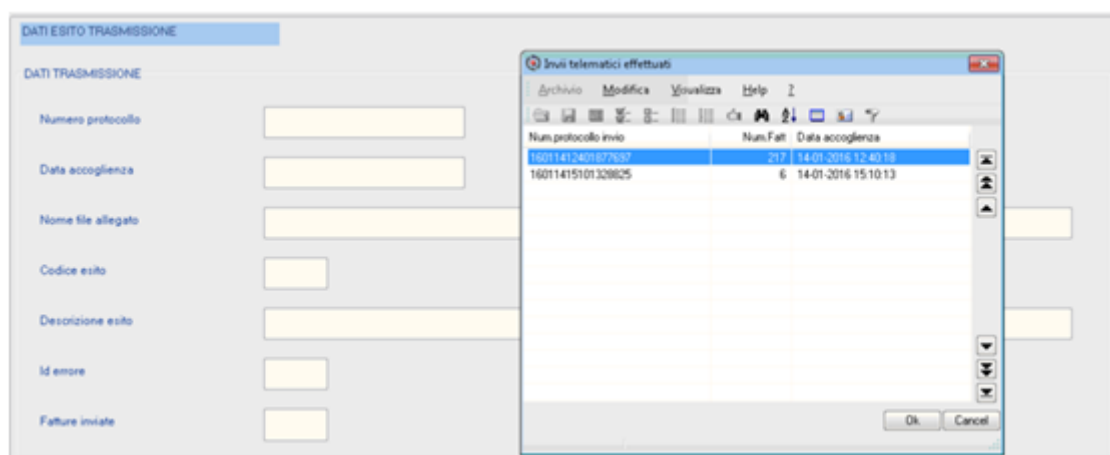 DATI ESITO TRASMISSIONE
DATI TRASMISSIONE
Numero protocollo
Data accoglienza
Nome file allegato
Codice esito
Descrizione esito
Id errore
Fatture inviate
Invii telematici effettuati
Archivio Modifica Visualizza Help ?
Num.protocollo invio Num.Fatt Data accoglienza
16011412401877697 217 14-01-2016 12:40:18
16011415101328825 6 14-01-2016 15:10:13
Ok Cancel